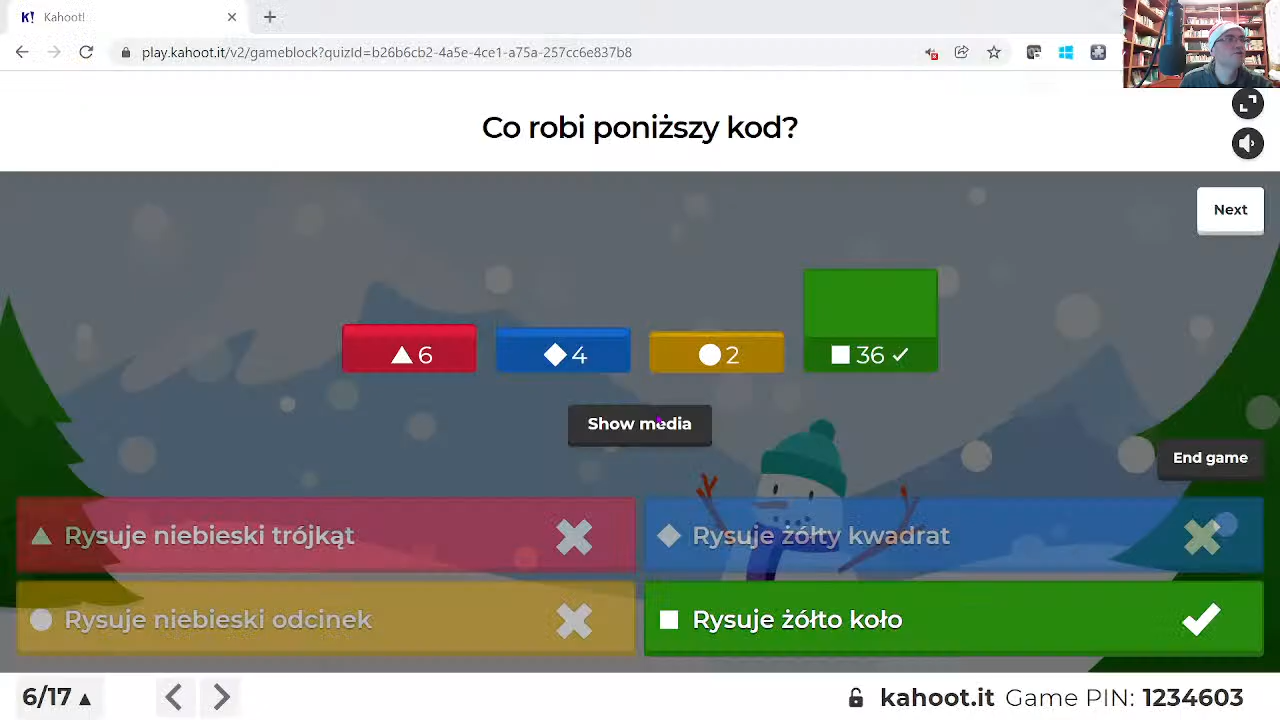 K! Kahoot!
play.kahoot.it/v2/gameblock?quizId=b26b6cb2-4a5e-4ce1-a75a-257cc6e837b8
Co robi poniższy kod?
Next
6
4
2
36
Show media
End game
Rysuje niebieski trójkąt
Rysuje żółty kwadrat
Rysuje niebieski odcinek
Rysuje żółto koło
6/17
kahoot.it Game PIN: 1234603